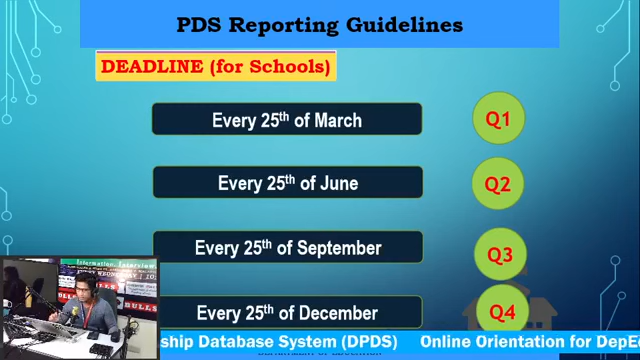 PDS Reporting Guidelines
DEADLINE (for Schools)
Every 25th of March
Q1
Every 25th of June
Q2
Every 25th of September
Q3
Every 25th of December
Q4
BULLS
ship Database System (DPDS) Online Orientation for DepE